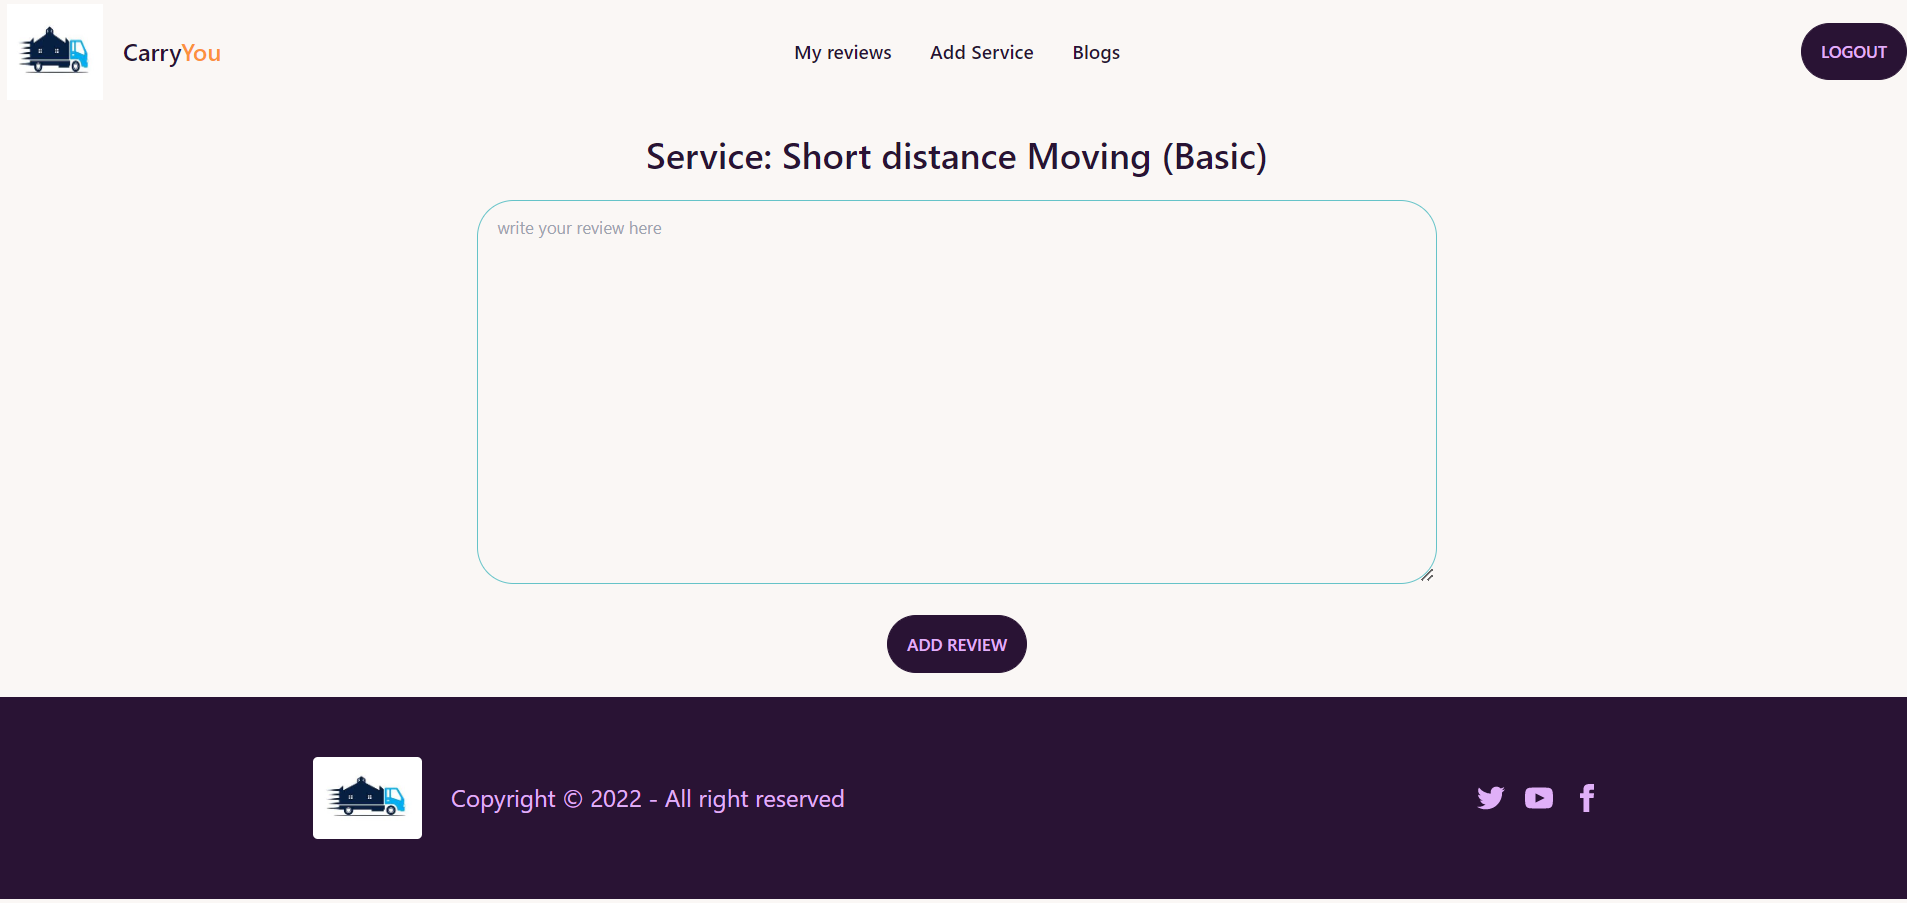 CarryYou
My reviews
Add Service
Blogs
LOGOUT
Service: Short distance Moving (Basic)
write your review here
ADD REVIEW
Copyright © 2022 - All right reserved